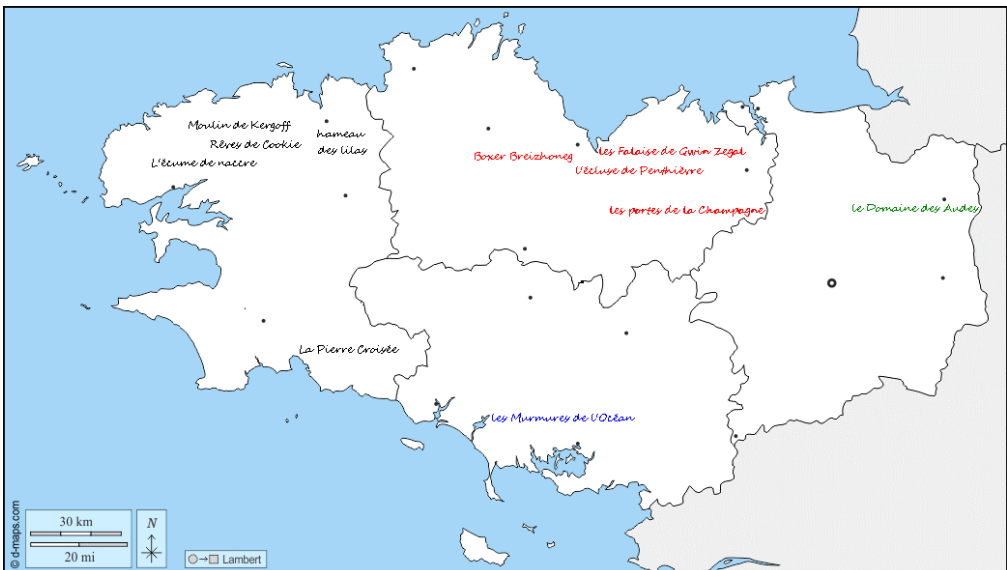 Moulin de Kergoff
Rêves de Cookie
hameau
des lilas
L'écume de naccre
Boxer Breizhoneg
les Falaise de Gwin Zegal
L'écluse de Penthièvre
les portes de la Champagne
le Domaine des Audes
La Pierre Croisée
les Murmures de L'Océan
© d-maps.com
30 km
20 mi
N
Lambert